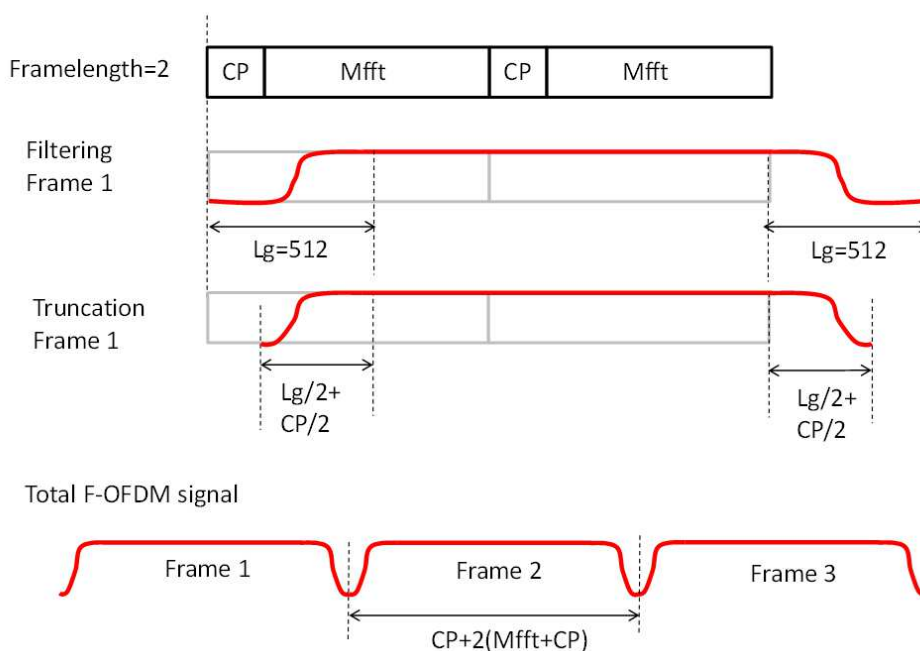 Framelength=2
CP
Mfft
CP
Mfft
Filtering
Frame 1
Lg=512
Lg=512
Truncation
Frame 1
Lg/2+
CP/2
Lg/2+
CP/2
Total F-OFDM signal
Frame 1
Frame 2
Frame 3
CP+2(Mfft+CP)